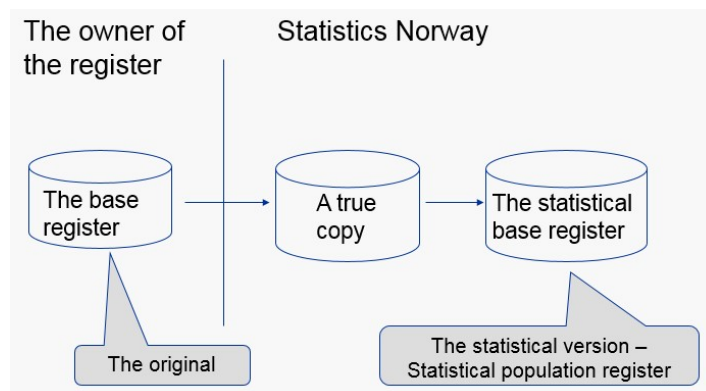 The owner of
the register
Statistics Norway
The base
register
A true
copy
The statistical
base register
The original
The statistical version –
Statistical population register